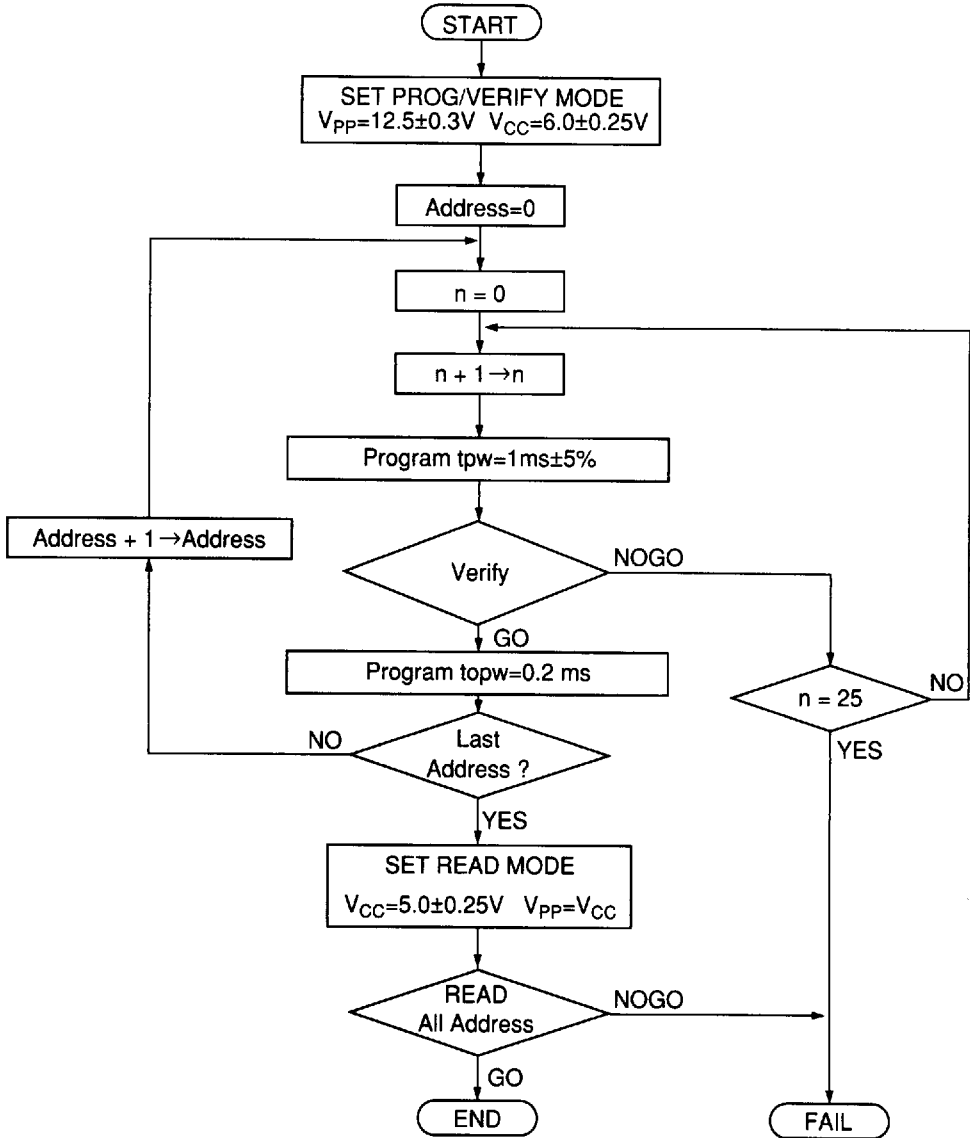 START
SET PROG/VERIFY MODE
VPP=12.5±0.3V VCC=6.0±0.25V
Address=0
n = 0
n + 1→n
Program tpw=1ms±5%
Address + 1→Address
Verify
NOGO
GO
Program topw=0.2 ms
n = 25
NO
YES
NO
Last
Address ?
YES
SET READ MODE
VCC=5.0±0.25V VPP=VCC
READ
All Address
NOGO
GO
END
FAIL